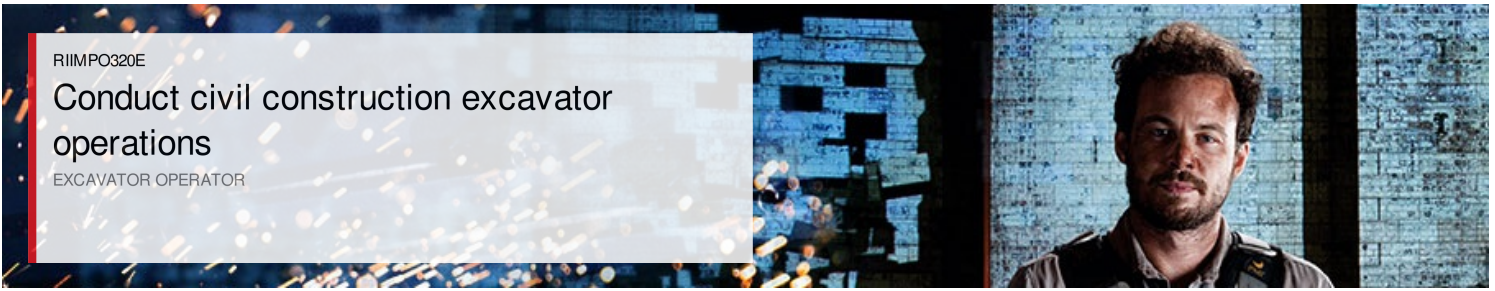 RIIMPO320E
Conduct civil construction excavator
operations
EXCAVATOR OPERATOR